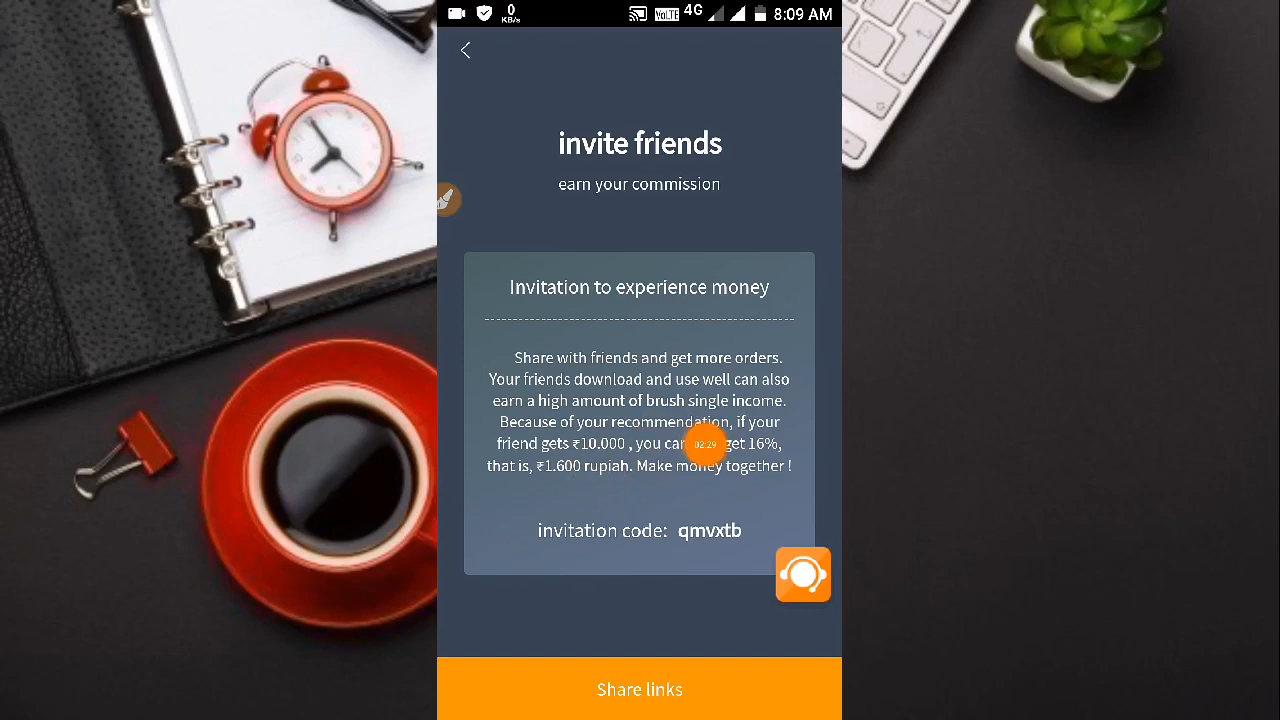 0
KB/s
VoLTE 4G 8:09 AM
invite friends
earn your commission
Invitation to experience money
Share with friends and get more orders.
Your friends download and use well can also
earn a high amount of brush single income.
Because of your recommendation, if your
friend gets ₹10.000 , you can get 16%,
that is, ₹1.600 rupiah. Make money together !
02:29
invitation code: qmvxtb
Share links